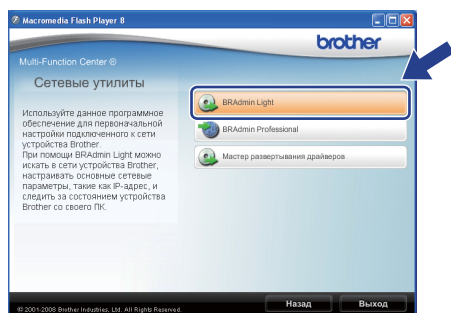 Macromedia Flash Player 8
brother
Multi-Function Center ®
Сетевые утилиты
Используйте данное программное
обеспечение для первоначальной
настройки подключенного к сети
устройства Brother.
При помощи BRAdmin Light можно
искать в сети устройства Brother,
настраивать основные сетевые
параметры, такие как IP-адрес, и
следить за состоянием устройства
Brother со своего ПК.
BRAdmin Light
BRAdmin Professional
Мастер развертывания драйверов
© 2001-2008 Brother Industries, Ltd. All Rights Reserved.
Назад
Выход